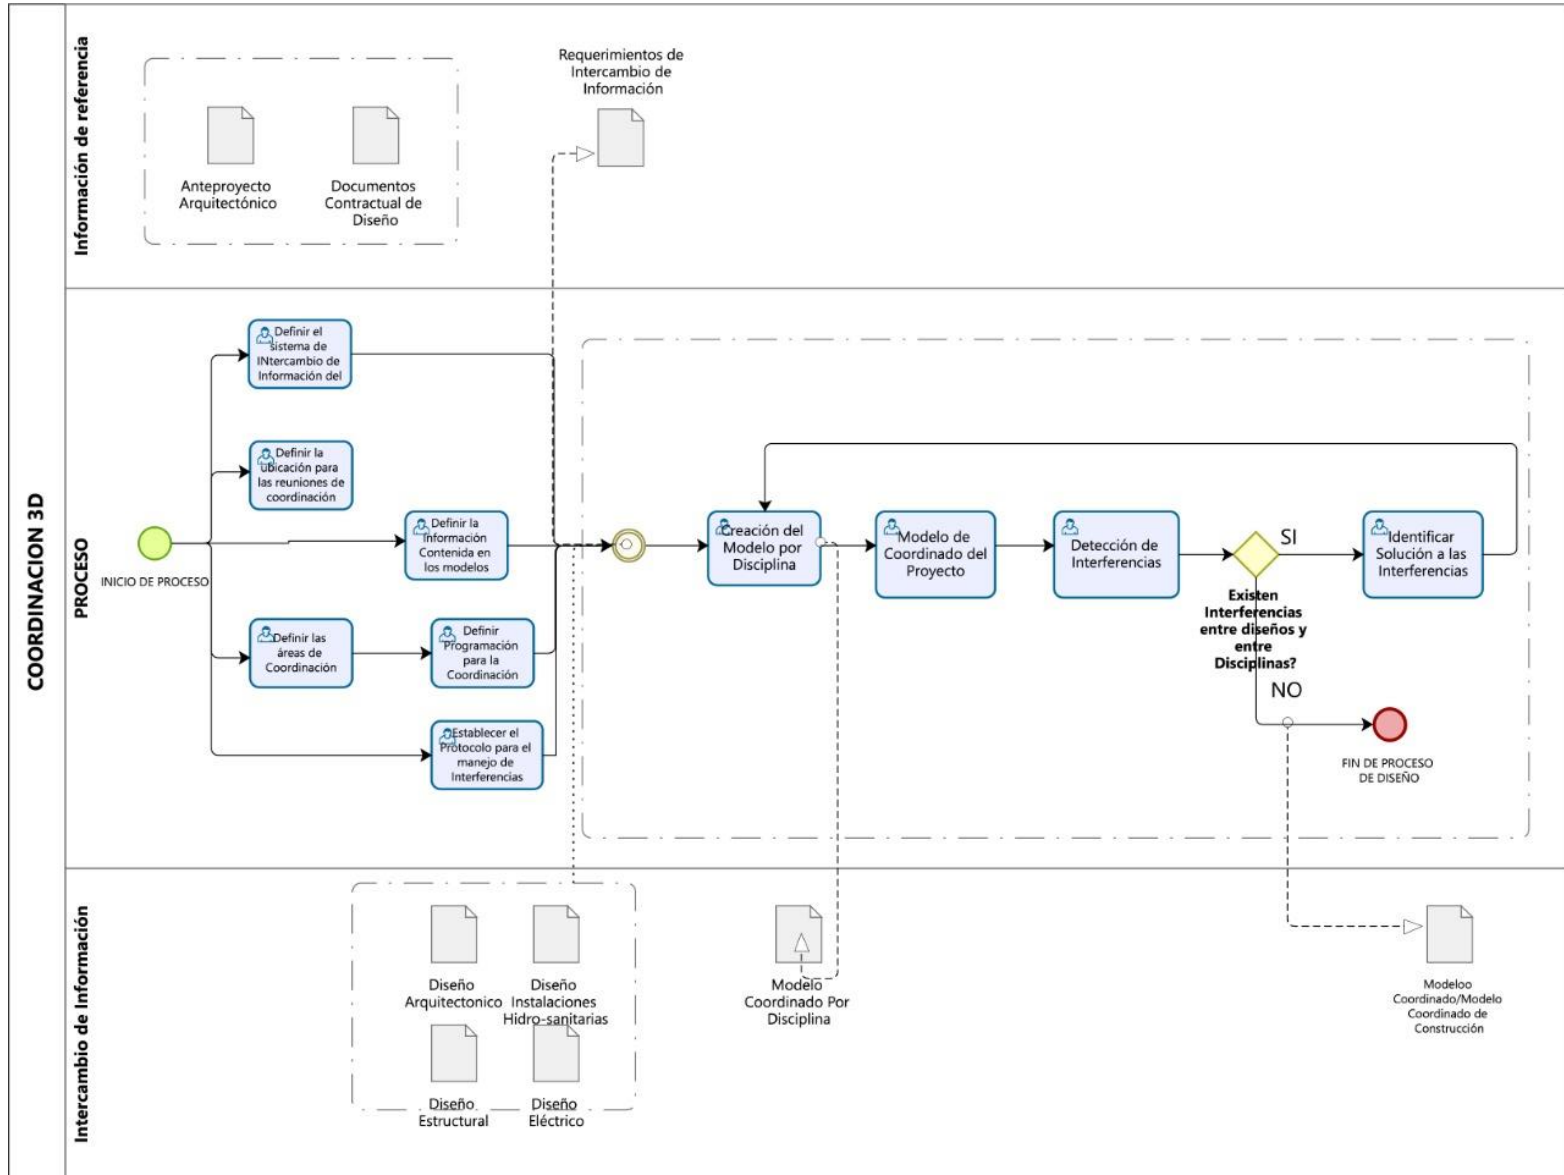 COORDINACION 3D
Información de referencia
Anteproyecto
Arquitectónico
Documentos
Contractual de
Diseño
Requerimientos de
Intercambio de
Información
PROCESO
INICIO DE PROCESO
Definir el
sistema de
INtercambio de
Información del
Definir la
ubicación para
las reuniones de
coordinación
Definir la
Información
Contenida en
los modelos
Definir las
áreas de
Coordinación
Definir
Programación
para la
Coordinación
Establecer el
Protocolo para el
manejo de
Interferencias
Creación del
Modelo por
Disciplina
Modelo de
Coordinado del
Proyecto
Detección de
Interferencias
SI
Existen
Interferencias
entre diseños y
entre
Disciplinas?
NO
Identificar
Solución a las
Interferencias
FIN DE PROCESO
DE DISEÑO
Intercambio de Información
Diseño
Arquitectonico
Diseño
Instalaciones
Hidro-sanitarias
Diseño
Estructural
Diseño
Eléctrico
Modelo
Coordinado Por
Disciplina
Modeloo
Coordinado/Modelo
Coordinado de
Construcción